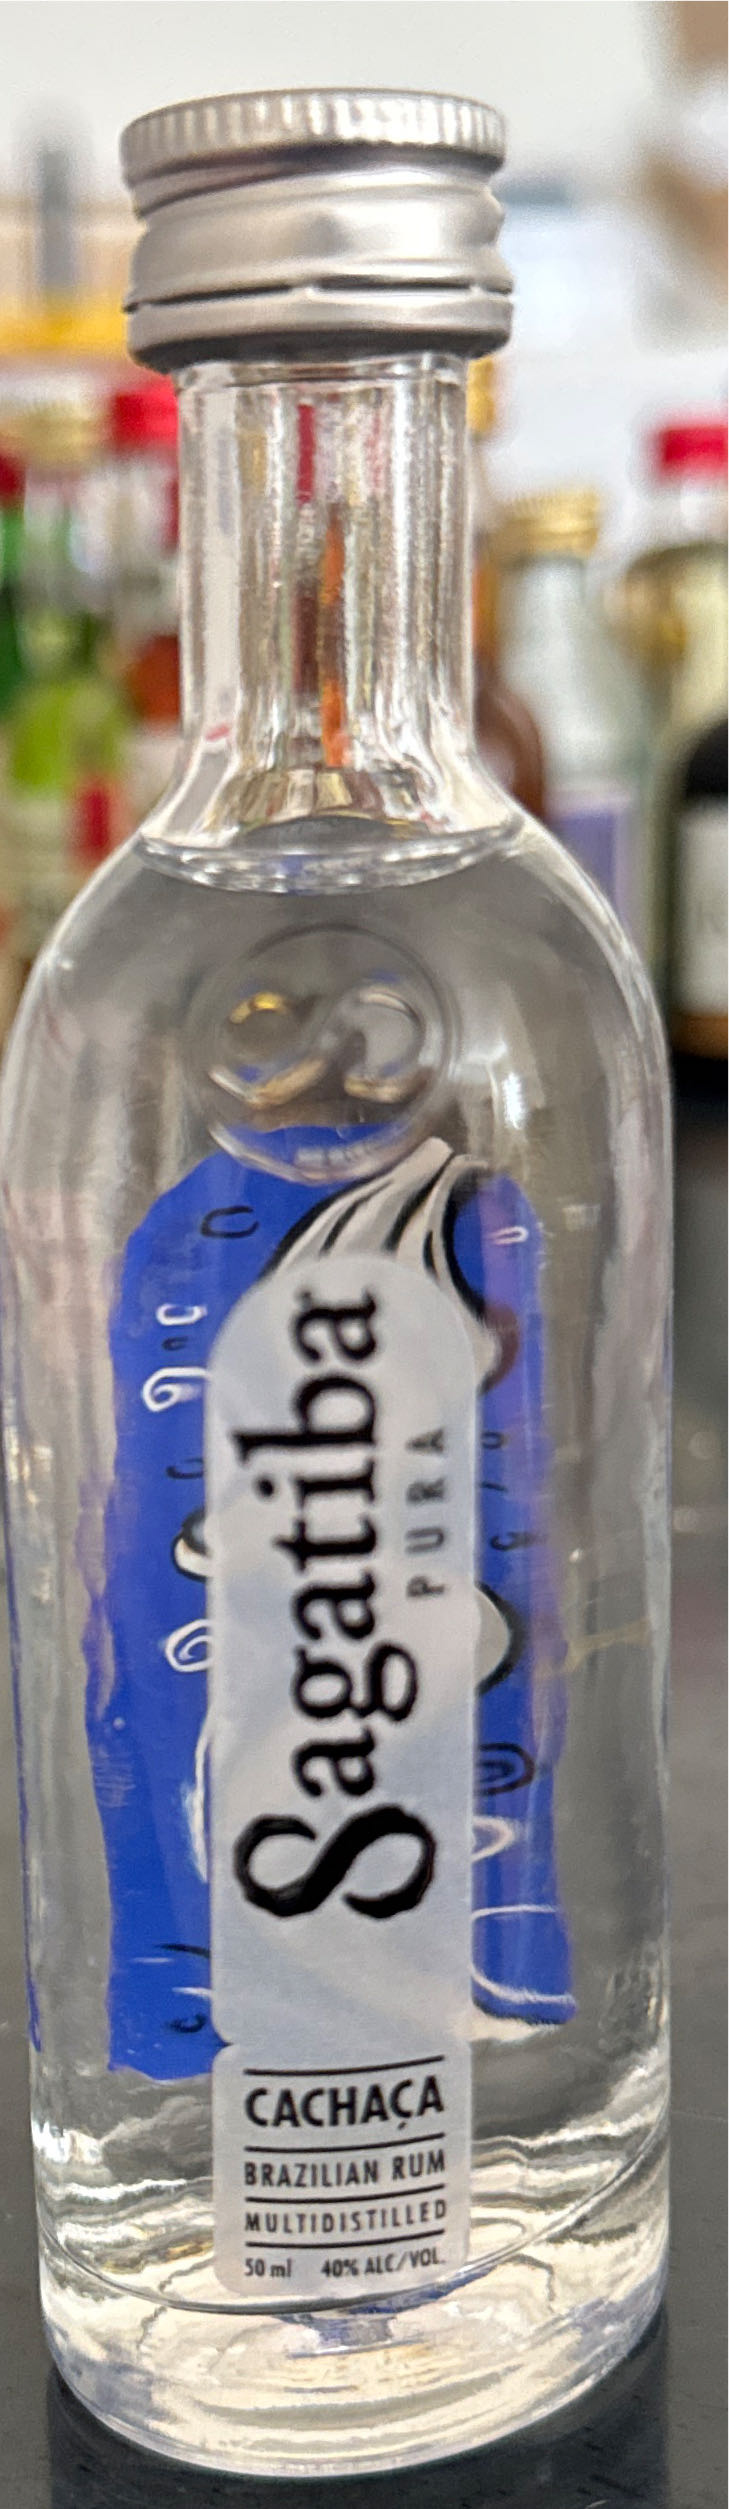 Sagatiba
PURA
CACHAÇA
BRAZILIAN RUM
MULTIDISTILLED
50 ml 40% ALC/VOL.